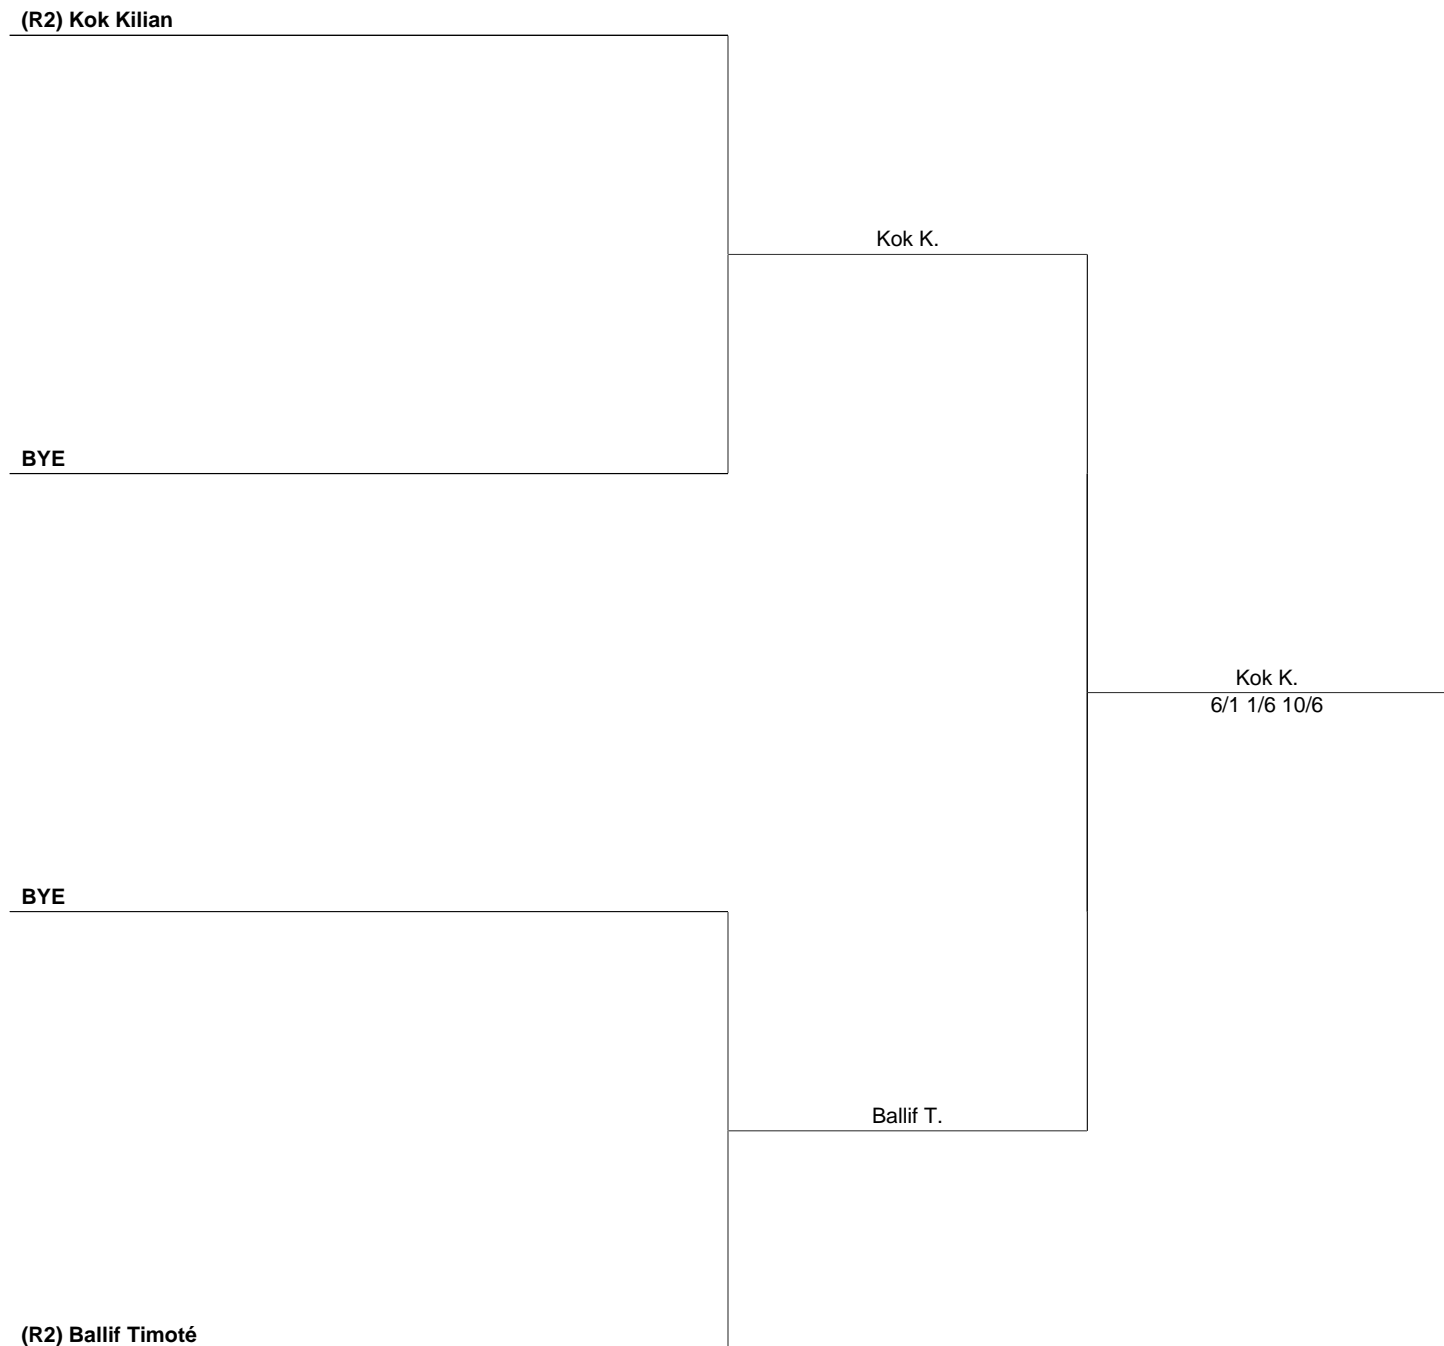 (R2) Kok Kilian
Kok K.
BYE
Kok K.
6/1 1/6 10/6
BYE
Ballif T.
(R2) Ballif Timoté